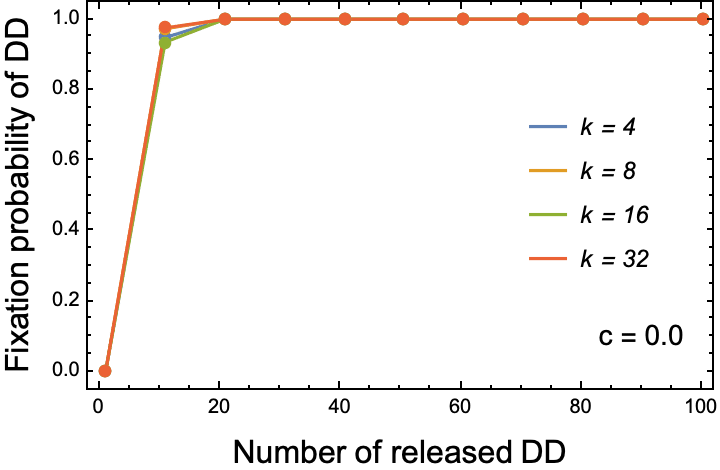 Fixation probability of DD
1.0
0.8
0.6
0.4
0.2
0.0
k = 4
k = 8
k = 16
k = 32
c = 0.0
0 20 40 60 80 100
Number of released DD